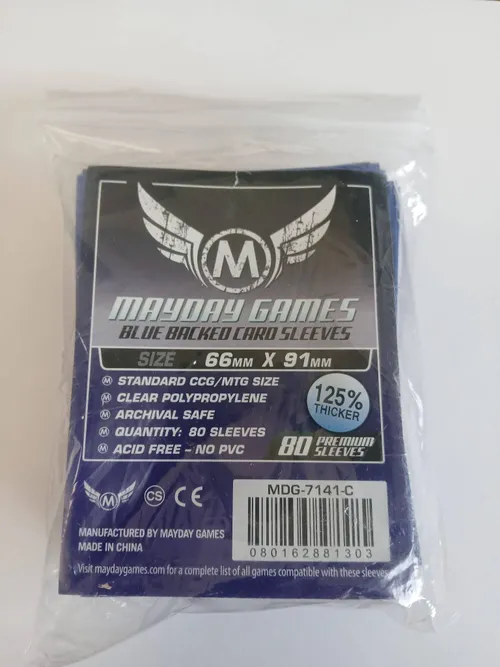 M
MAYDAY GAMES
BLUE BACKED CARD SLEEVES
SIZE . 66MM X 91MM
M STANDARD CCG/MTG SIZE
M CLEAR POLYPROPYLENE
M ARCHIVAL SAFE
M QUANTITY: 80 SLEEVES
M ACID FREE – NO PVC
125%
THICKER
80 PREMIUM
SLEEVES
M CS CE
MDG-7141-C
MANUFACTURED BY MAYDAY GAMES
MADE IN CHINA
080162881303
Visit maydaygames.com for a complete list of all games compatible with these sleeves